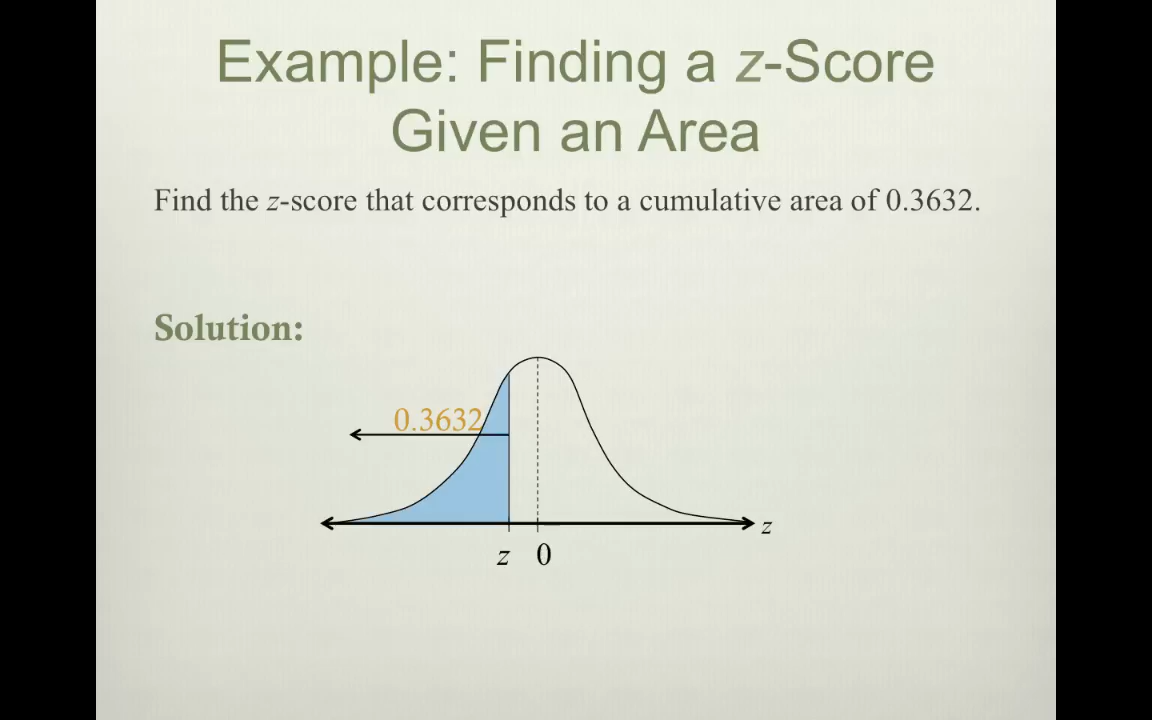 Example: Finding a z-Score
Given an Area
Find the z-score that corresponds to a cumulative area of 0.3632.
Solution:
0.3632
z
z 0